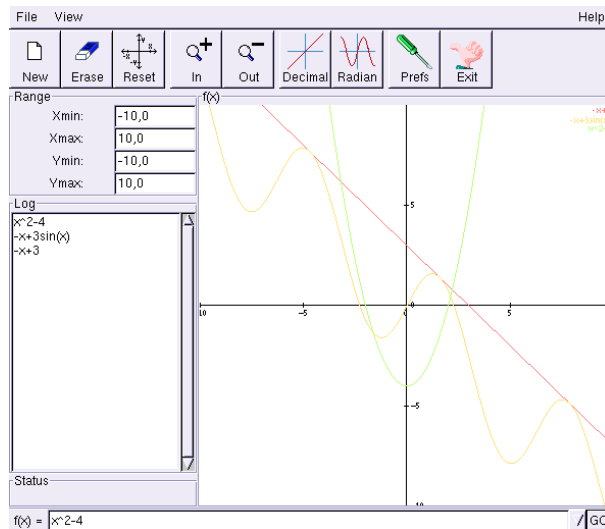 File View Help
New Erase Reset In Out Decimal Radian Prefs Exit
Range
Xmin: -10,0
Xmax: 10,0
Ymin: -10,0
Ymax: 10,0
Log
x^2-4
-x+3sin(x)
-x+3
Status
f(x)
5
10 -5 0 5
-5
-10
f(x) = x^2-4